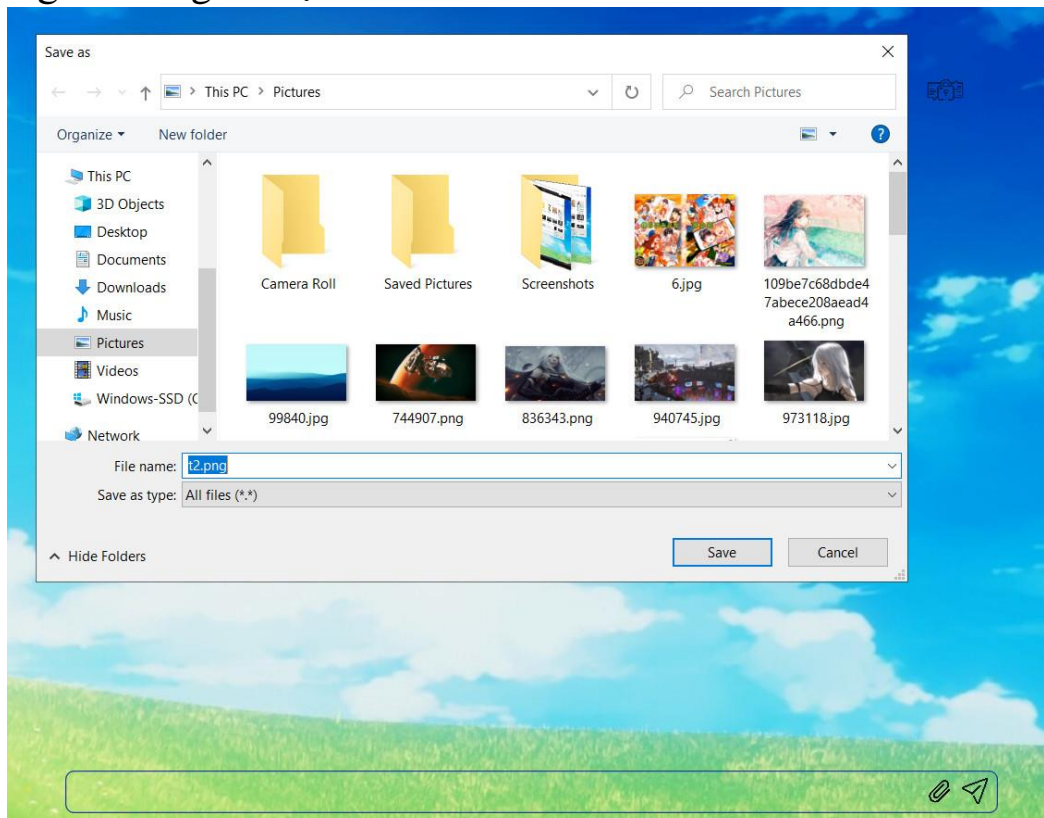 Save as
This PC > Pictures
Search Pictures
Organize
New folder
This PC
3D Objects
Desktop
Documents
Downloads
Music
Pictures
Videos
Windows-SSD (C
Network
Camera Roll
Saved Pictures
Screenshots
6.jpg
109be7c68dbde4
7abece208aead4
a466.png
99840.jpg
744907.png
836343.png
940745.jpg
973118.jpg
File name: t2.png
Save as type: All files (*.*)
Hide Folders
Save
Cancel